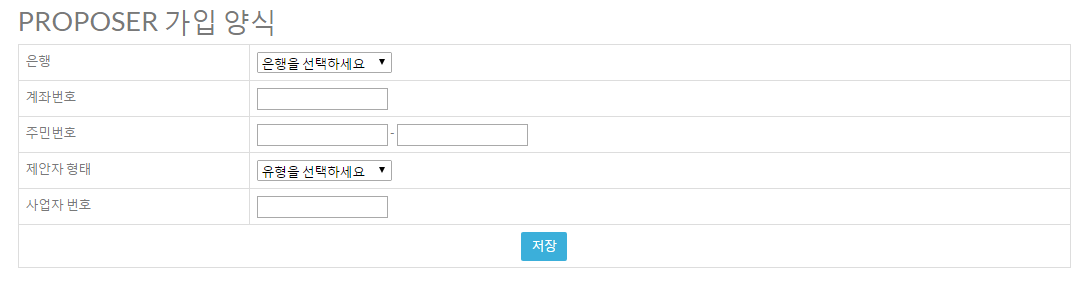 PROPOSER 가입 양식
은행 은행을 선택하세요
계좌번호
주민번호 -
제안자 형태 유형을 선택하세요
사업자 번호
저장